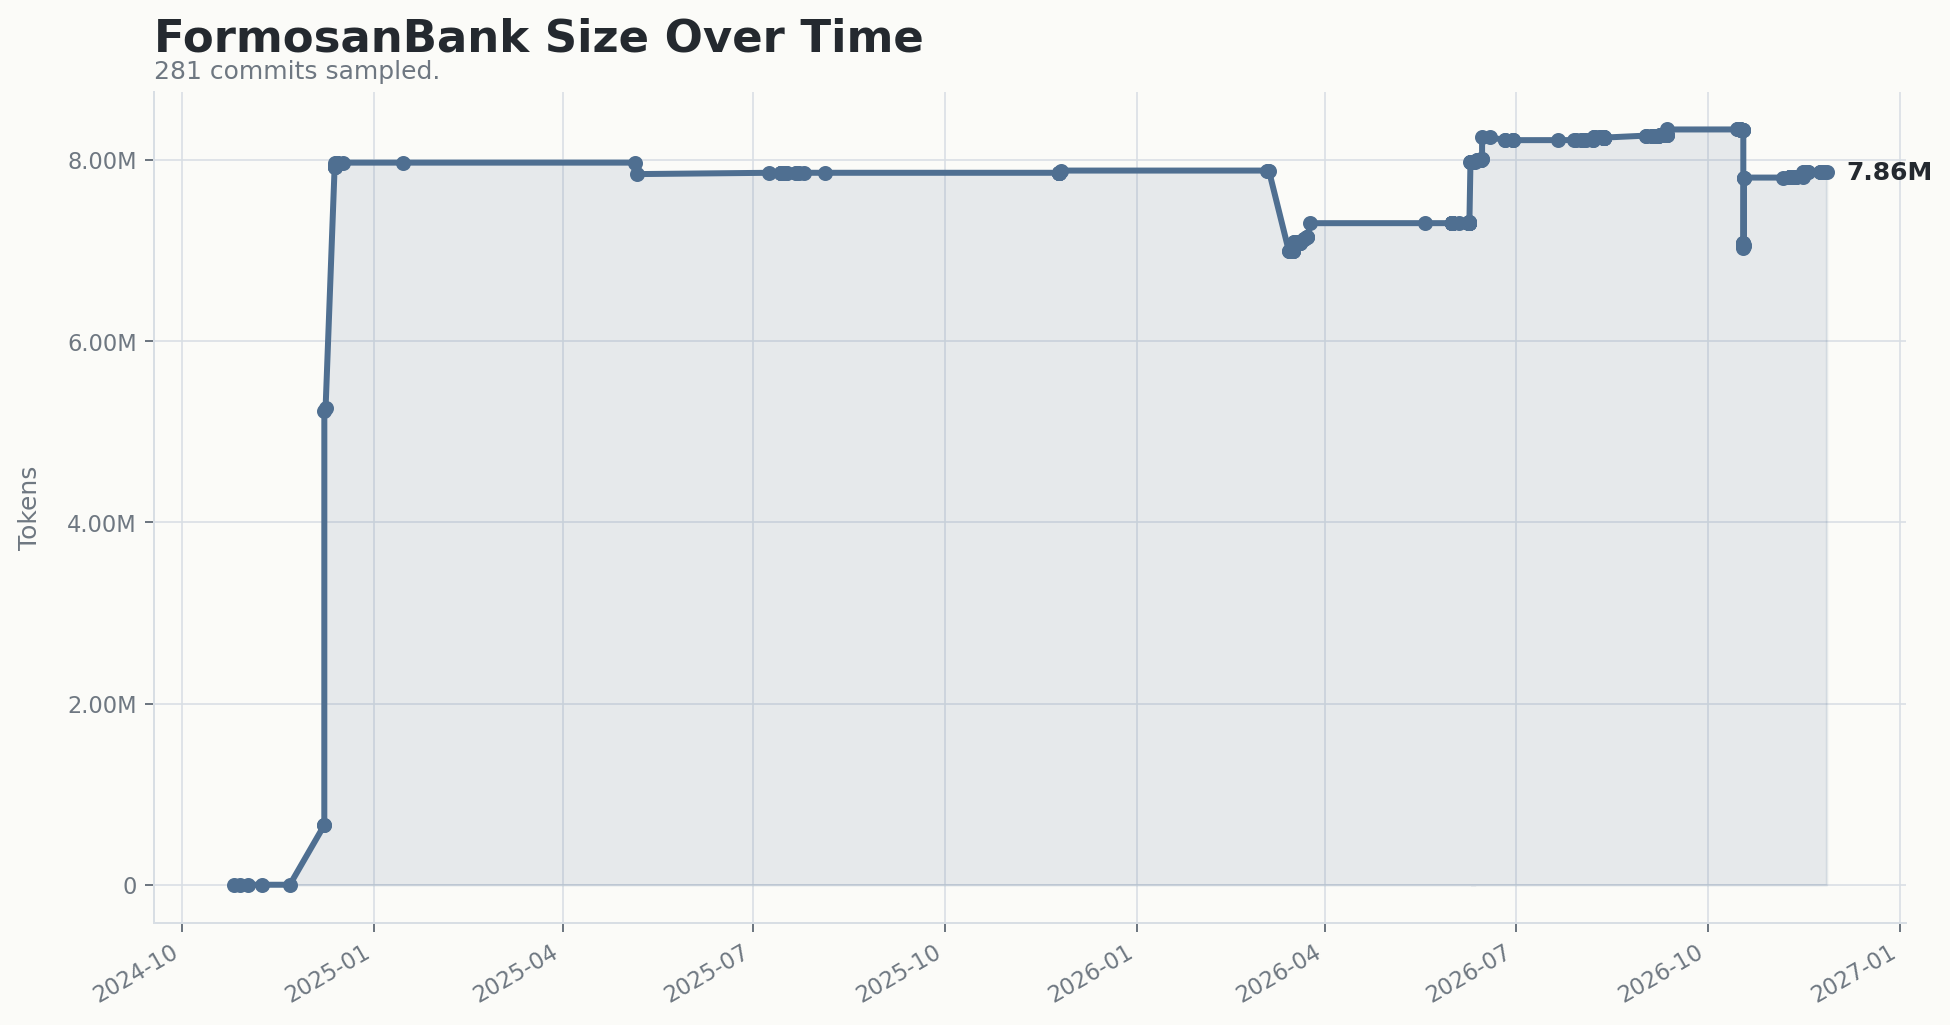 FormosanBank Size Over Time
281 commits sampled.
8.00M
6.00M
4.00M
2.00M
0
Tokens
7.86M
2024-10
2025-01
2025-04
2025-07
2025-10
2026-01
2026-04
2026-07
2026-10
2027-01